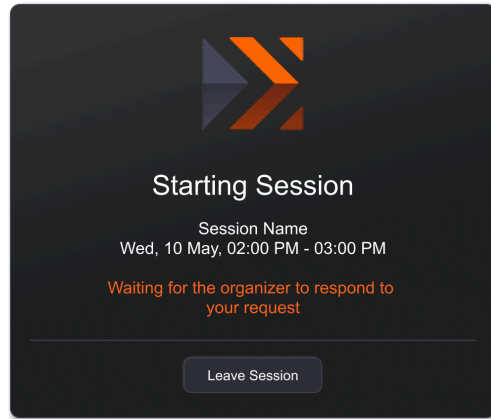 Starting Session
Session Name
Wed, 10 May, 02:00 PM - 03:00 PM
Waiting for the organizer to respond to
your request
Leave Session